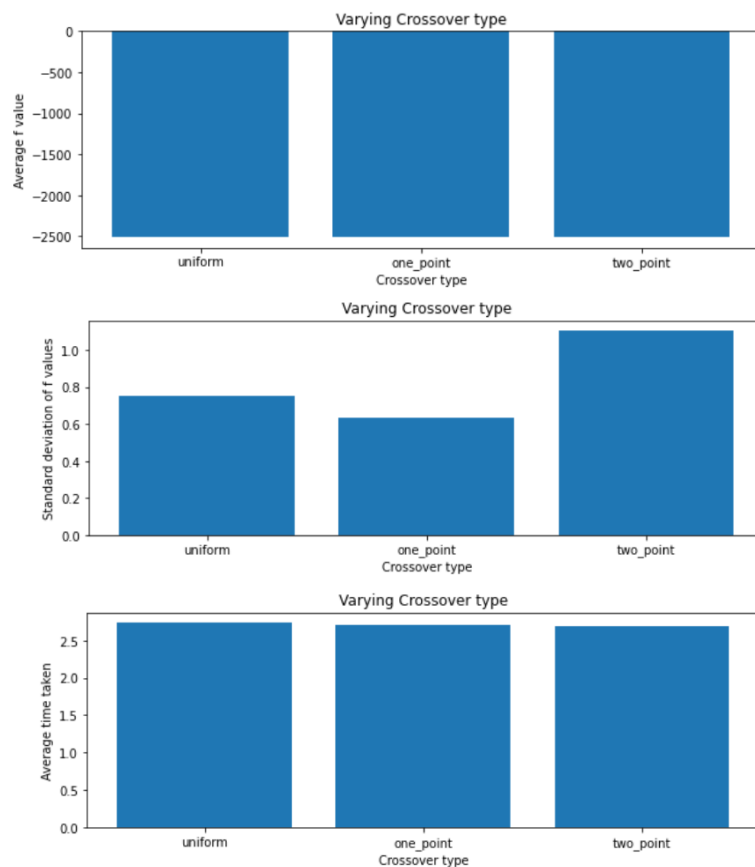 Varying Crossover type
0
−500
−1000
−1500
−2000
−2500
Average f value
uniform one_point two_point
Crossover type
Varying Crossover type
1.0
0.8
0.6
0.4
0.2
0.0
Standard deviation of f values
uniform one_point two_point
Crossover type
Varying Crossover type
2.5
2.0
1.5
1.0
0.5
0.0
Average time taken
uniform one_point two_point
Crossover type